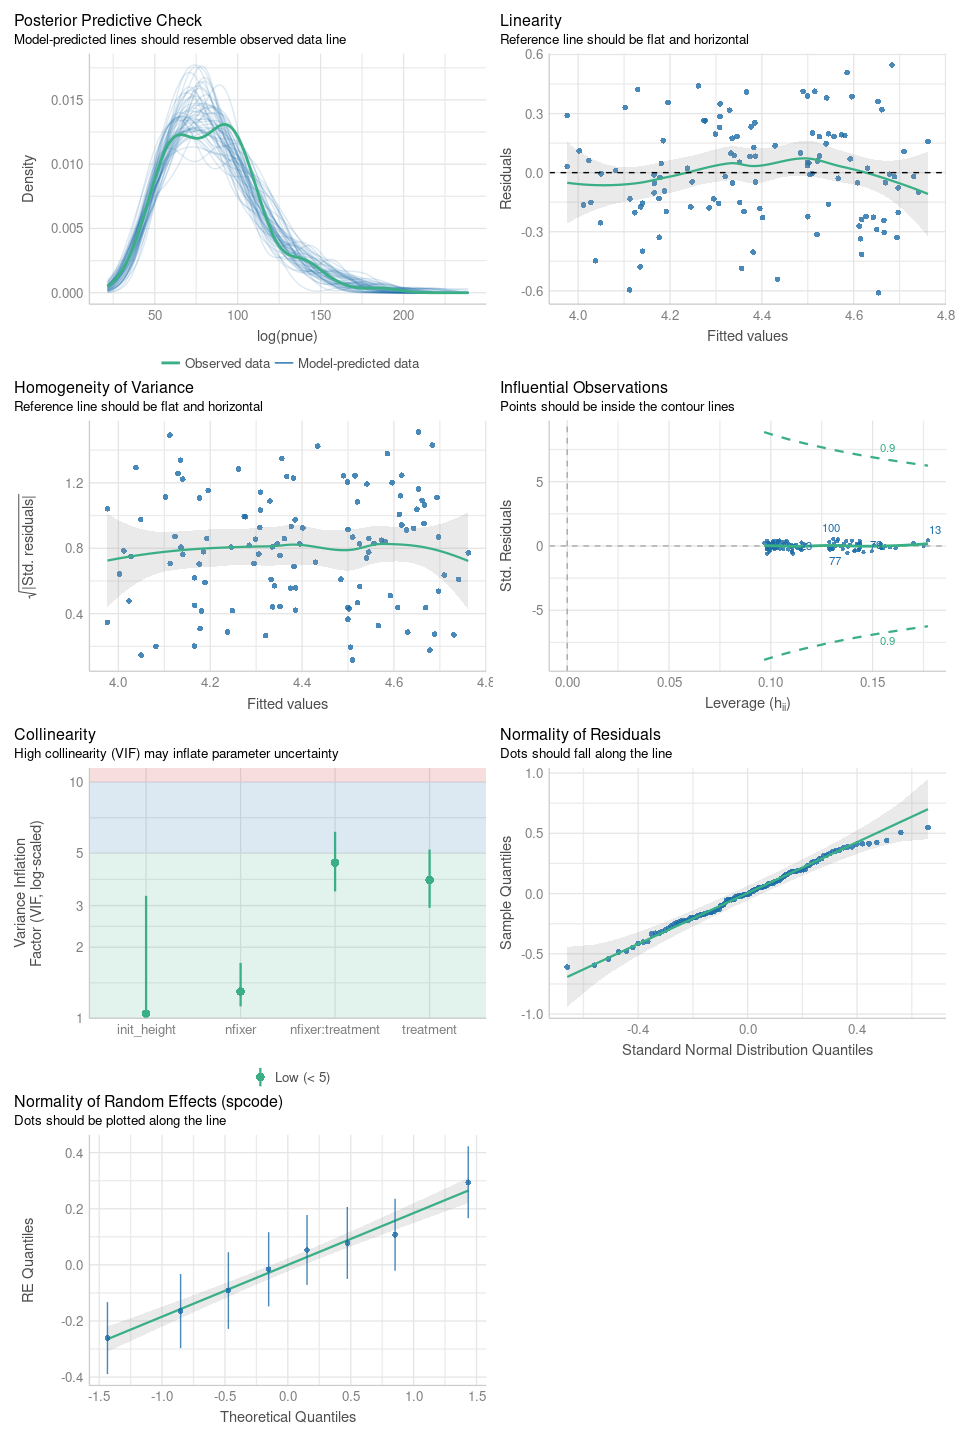 Posterior Predictive Check
Model-predicted lines should resemble observed data line
Density
0.015
0.010
0.005
0.000
50
100
150
200
log(pnue)
Observed data
Model-predicted data
Linearity
Reference line should be flat and horizontal
Residuals
0.6
0.3
0.0
-0.3
-0.6
4.0
4.2
4.4
4.6
4.8
Fitted values
Homogeneity of Variance
Reference line should be flat and horizontal
√|Std. residuals|
1.2
0.8
0.4
4.0
4.2
4.4
4.6
Fitted values
Influential Observations
Points should be inside the contour lines
Std. Residuals
5
0
-5
0.9
100
13
77
0.9
0.00
0.05
0.10
0.15
Leverage (hii)
Collinearity
High collinearity (VIF) may inflate parameter uncertainty
Variance Inflation
Factor (VIF, log-scaled)
10
5
3
2
1
init_height
nfixer
nfixer:treatment
treatment
Low (< 5)
Normality of Residuals
Dots should fall along the line
Sample Quantiles
1.0
0.5
0.0
-0.5
-1.0
-0.4
0.0
0.4
Standard Normal Distribution Quantiles
Normality of Random Effects (spcode)
Dots should be plotted along the line
RE Quantiles
0.4
0.2
0.0
-0.2
-0.4
-1.5
-1.0
-0.5
0.0
0.5
1.0
1.5
Theoretical Quantiles